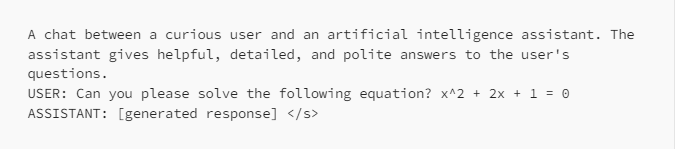 A chat between a curious user and an artificial intelligence assistant. The
assistant gives helpful, detailed, and polite answers to the user's
questions.
USER: Can you please solve the following equation? x^2 + 2x + 1 = 0
ASSISTANT: [generated response] </s>